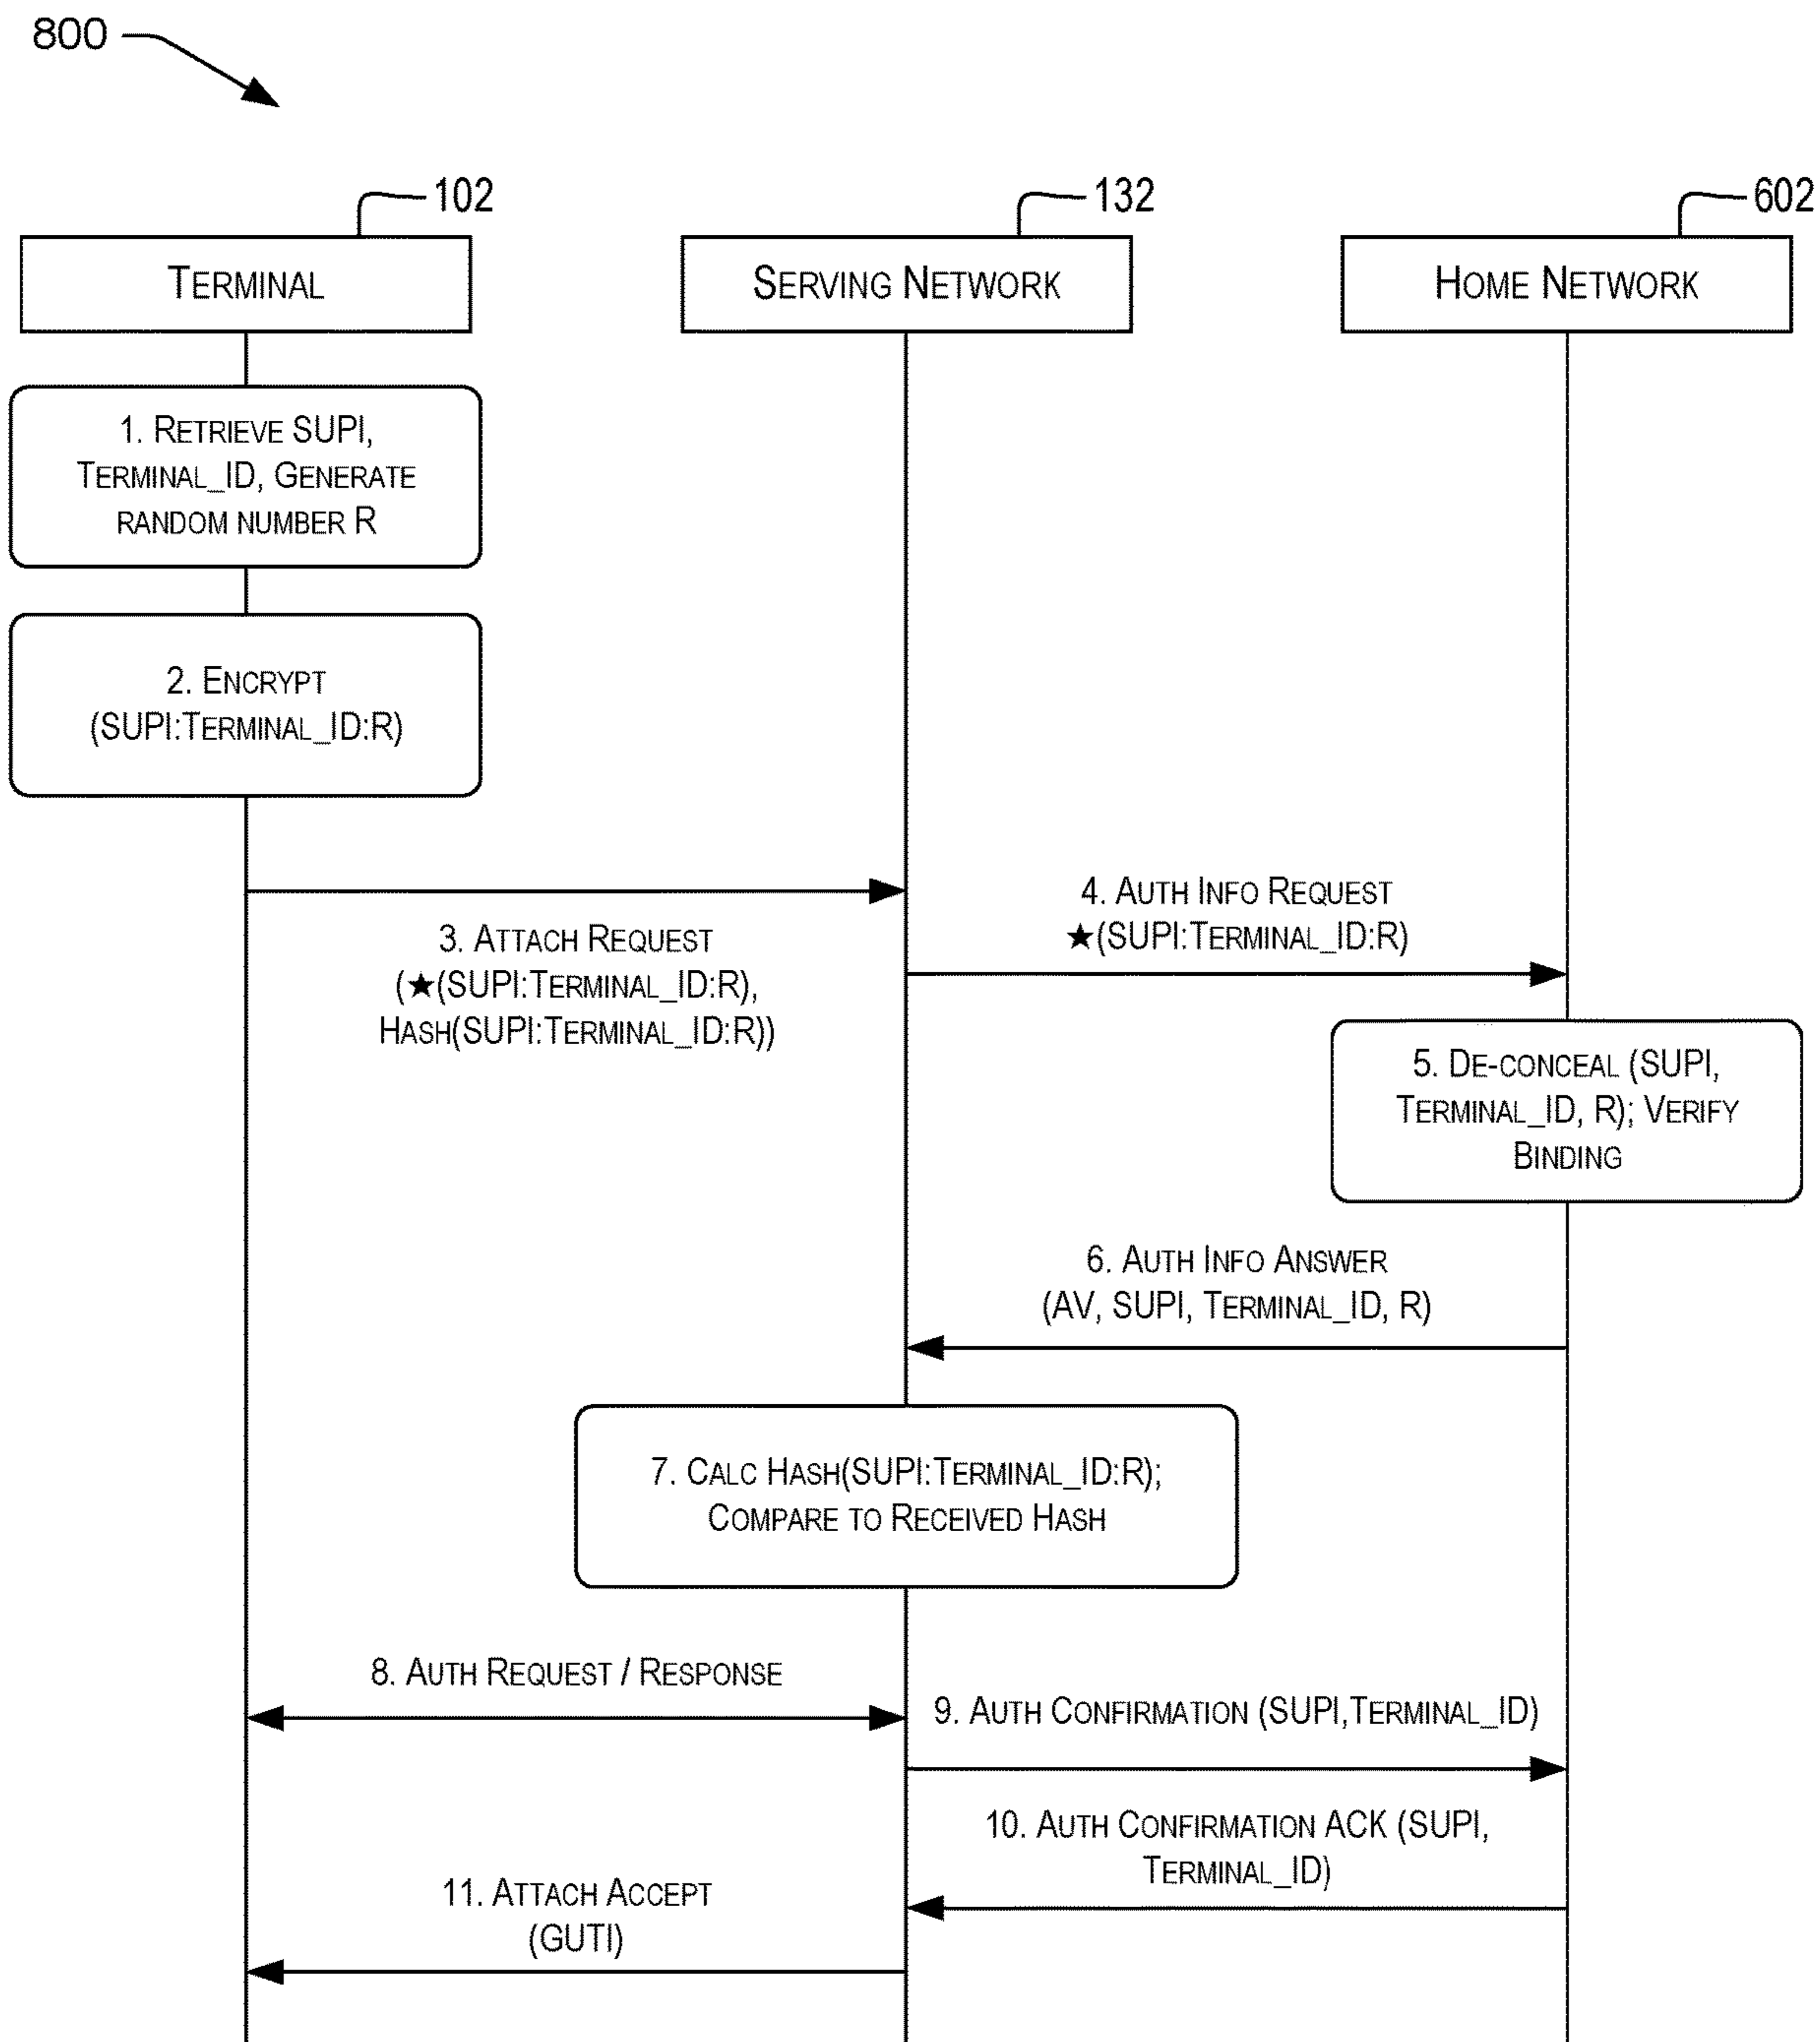 800
102
132
602
TERMINAL
SERVING NETWORK
HOME NETWORK
1. RETRIEVE SUPI,
TERMINAL_ID, GENERATE
RANDOM NUMBER R
2. ENCRYPT
(SUPI:TERMINAL_ID:R)
3. ATTACH REQUEST
(★(SUPI:TERMINAL_ID:R),
HASH(SUPI:TERMINAL_ID:R))
4. AUTH INFO REQUEST
★(SUPI:TERMINAL_ID:R)
5. DE-CONCEAL (SUPI,
TERMINAL_ID, R); VERIFY
BINDING
6. AUTH INFO ANSWER
(AV, SUPI, TERMINAL_ID, R)
7. CALC HASH(SUPI:TERMINAL_ID:R);
COMPARE TO RECEIVED HASH
8. AUTH REQUEST / RESPONSE
9. AUTH CONFIRMATION (SUPI,TERMINAL_ID)
10. AUTH CONFIRMATION ACK (SUPI,
TERMINAL_ID)
11. ATTACH ACCEPT
(GUTI)